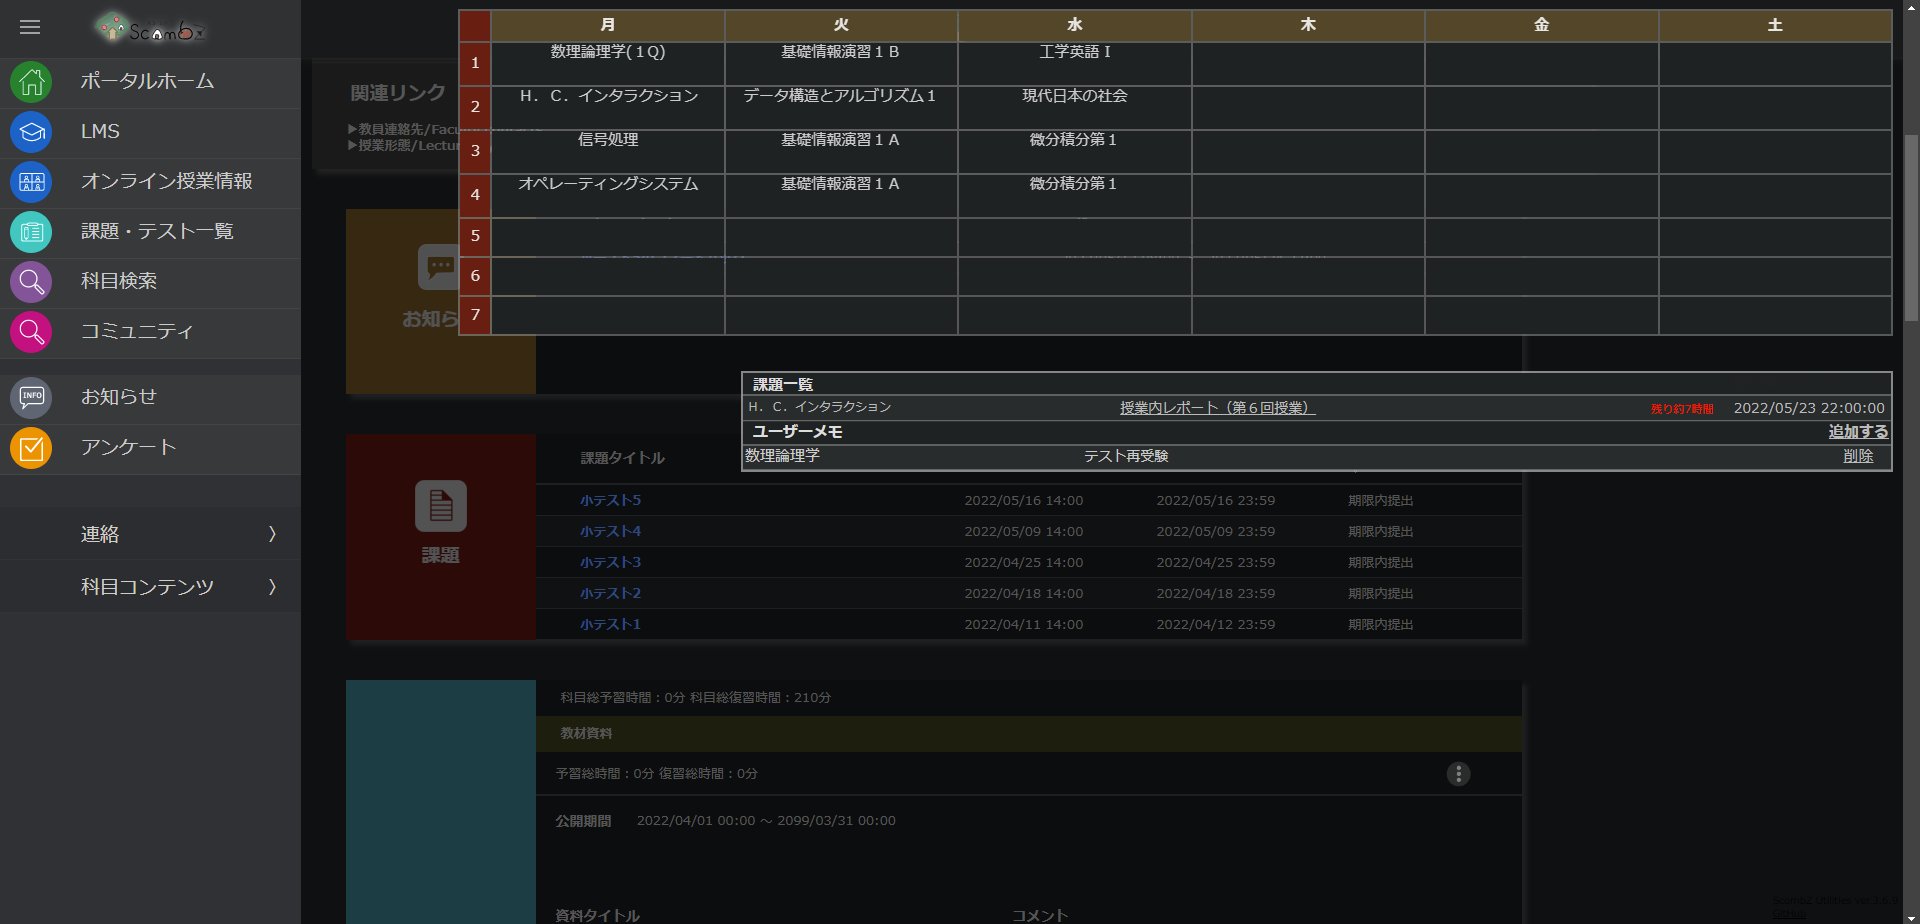 ScombZ
ポータルホーム
LMS
オンライン授業情報
課題・テスト一覧
科目検索
コミュニティ
INFO
お知らせ
アンケート
連絡
科目コンテンツ
月 火 水 木 金 土
1 数理論理学(１Q) 基礎情報演習１Ｂ 工学英語Ⅰ
2 Ｈ．Ｃ．インタラクション データ構造とアルゴリズム１ 現代日本の社会
3 信号処理 基礎情報演習１Ａ 微分積分第１
4 オペレーティングシステム 基礎情報演習１Ａ 微分積分第１
5
6
7
関連リンク
▶教員連絡先/Facu
▶授業形態/Lectur
お知ら
課題一覧
Ｈ．Ｃ．インタラクション 授業内レポート（第６回授業） 残り約7時間 2022/05/23 22:00:00
ユーザーメモ 追加する
数理論理学 テスト再受験 削除
課題
課題タイトル
小テスト5 2022/05/16 14:00 2022/05/16 23:59 期限内提出
小テスト4 2022/05/09 14:00 2022/05/09 23:59 期限内提出
小テスト3 2022/04/25 14:00 2022/04/25 23:59 期限内提出
小テスト2 2022/04/18 14:00 2022/04/18 23:59 期限内提出
小テスト1 2022/04/11 14:00 2022/04/12 23:59 期限内提出
科目総予習時間：0分 科目総復習時間：210分
教材資料
予習総時間：0分 復習総時間：0分
公開期間 2022/04/01 00:00 ～ 2099/03/31 00:00
資料タイトル コメント
ScombZ Utilities ver.3.6.9
GitHub